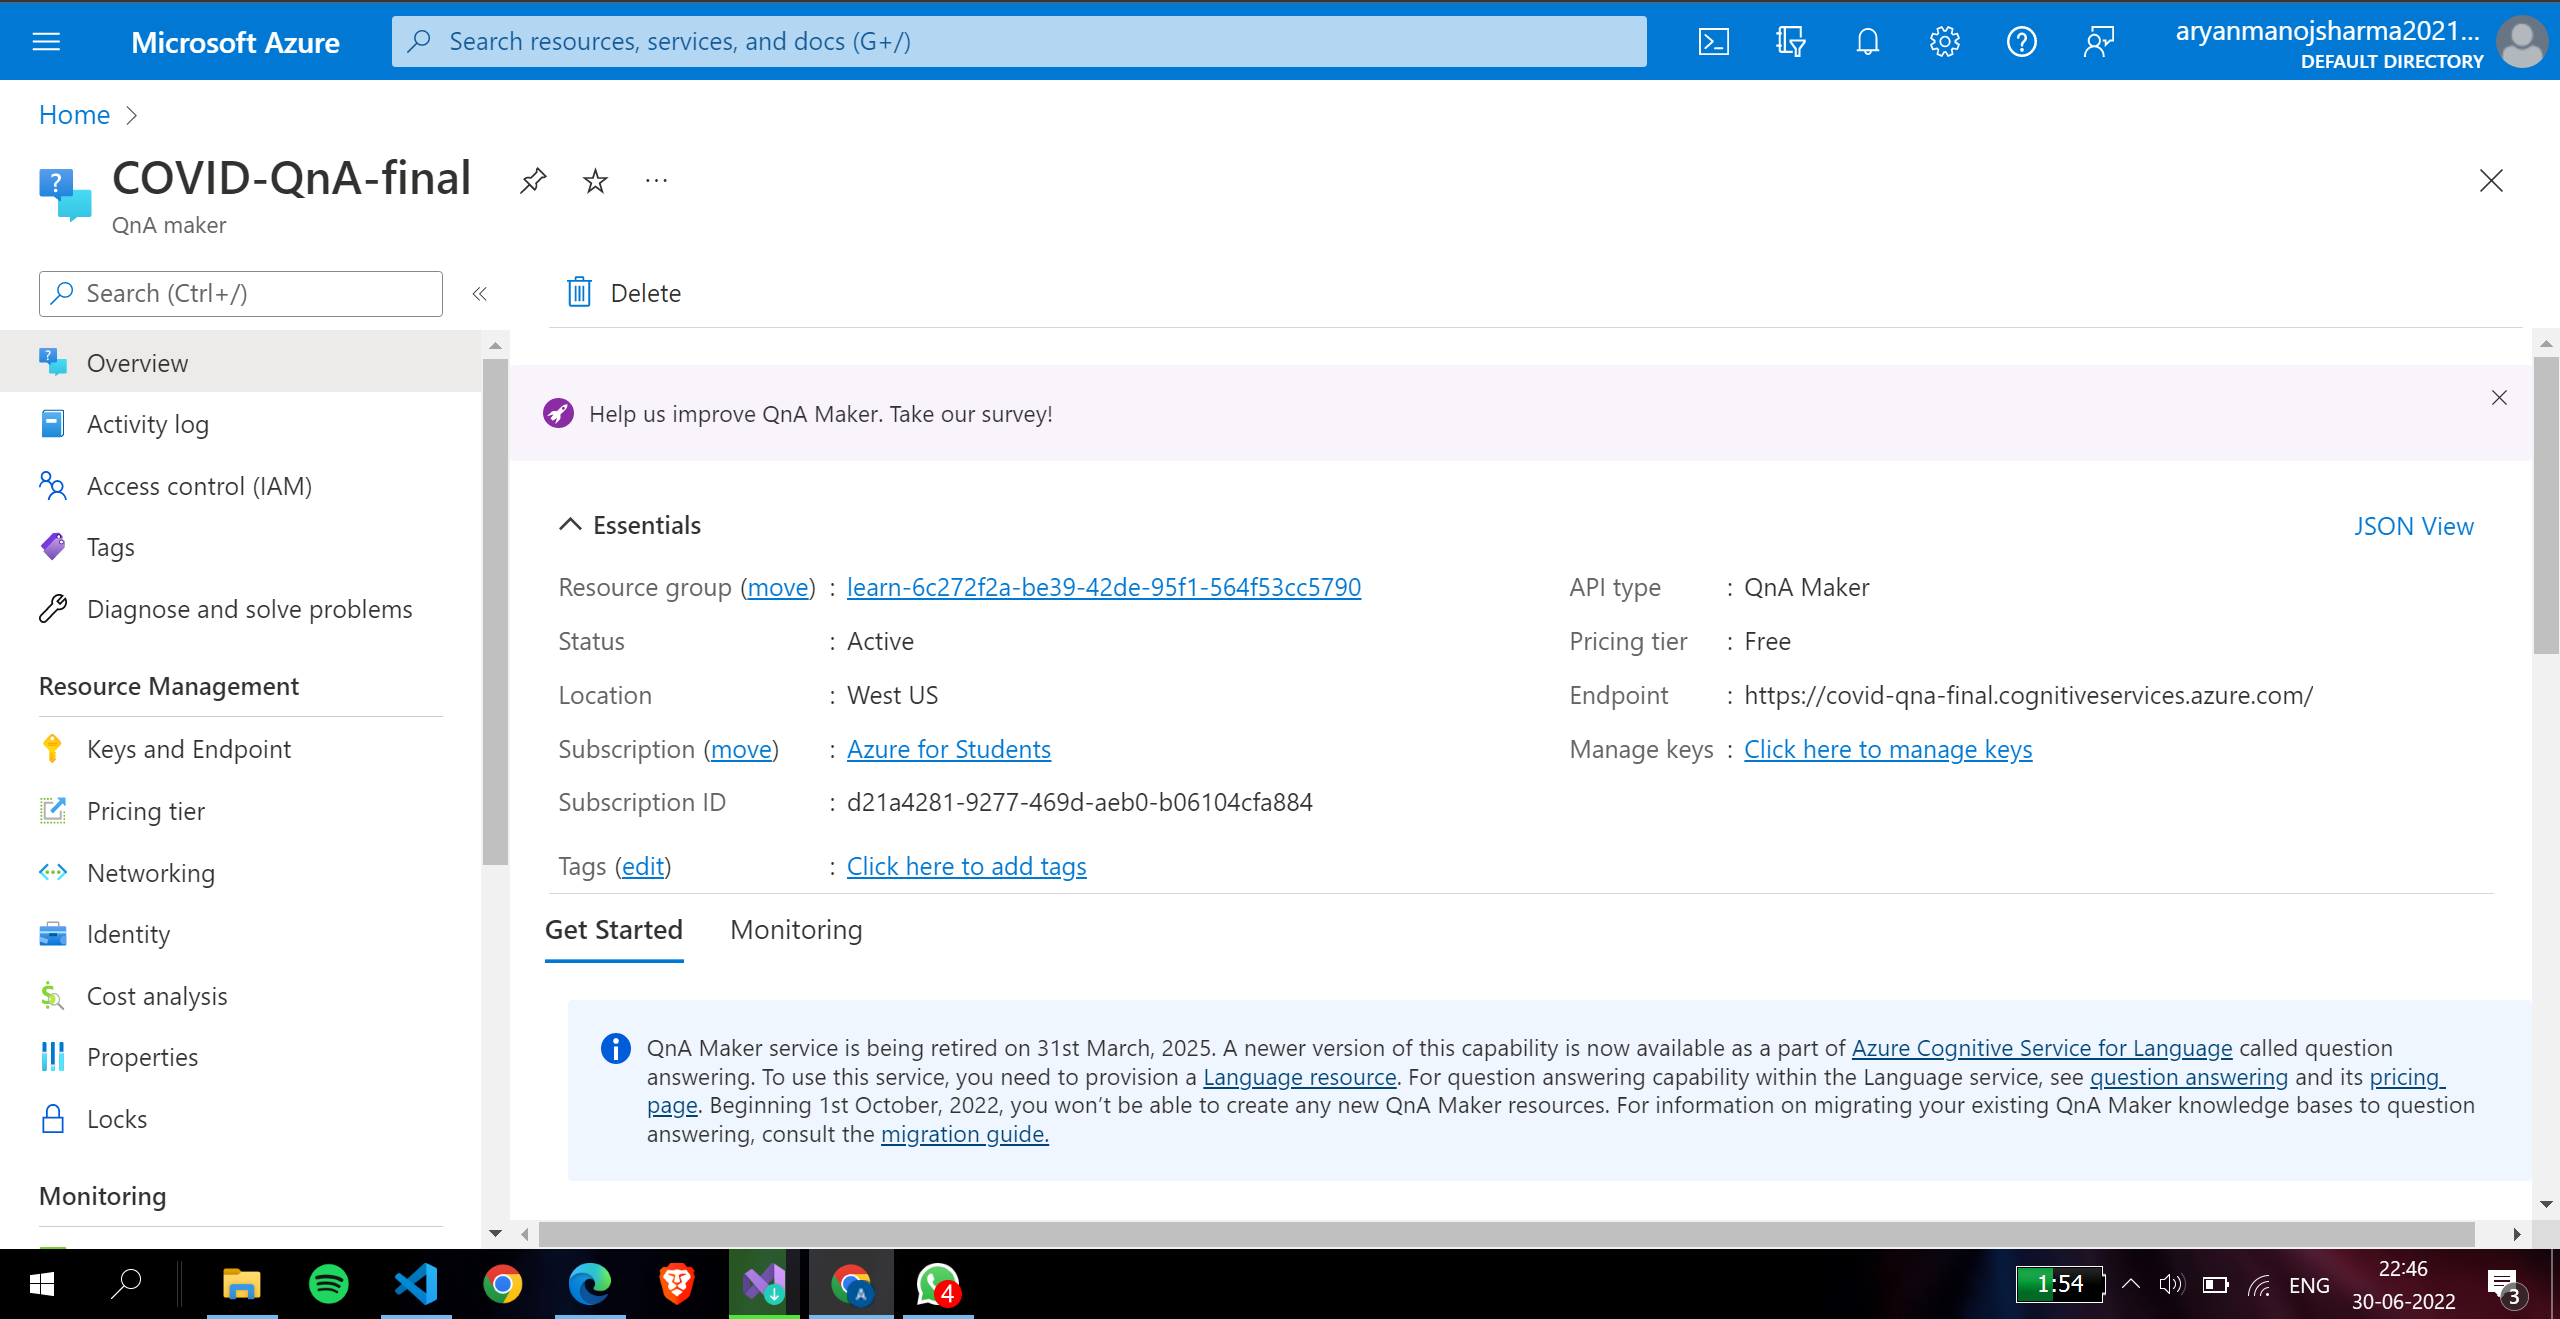 Microsoft Azure
Search resources, services, and docs (G+/)
aryanmanojsharma2021...
DEFAULT DIRECTORY
Home
COVID-QnA-final
QnA maker
Search (Ctrl+/)
Delete
Overview
Activity log
Access control (IAM)
Tags
Diagnose and solve problems
Resource Management
Keys and Endpoint
Pricing tier
Networking
Identity
Cost analysis
Properties
Locks
Monitoring
Help us improve QnA Maker. Take our survey!
Essentials
JSON View
Resource group (move) : learn-6c272f2a-be39-42de-95f1-564f53cc5790
Status : Active
Location : West US
Subscription (move) : Azure for Students
Subscription ID : d21a4281-9277-469d-aeb0-b06104cfa884
Tags (edit) : Click here to add tags
API type : QnA Maker
Pricing tier : Free
Endpoint : https://covid-qna-final.cognitiveservices.azure.com/
Manage keys : Click here to manage keys
Get Started
Monitoring
QnA Maker service is being retired on 31st March, 2025. A newer version of this capability is now available as a part of Azure Cognitive Service for Language called question
answering. To use this service, you need to provision a Language resource. For question answering capability within the Language service, see question answering and its pricing
page. Beginning 1st October, 2022, you won't be able to create any new QnA Maker resources. For information on migrating your existing QnA Maker knowledge bases to question
answering, consult the migration guide.
A
4
1:54
ENG
22:46
30-06-2022
3